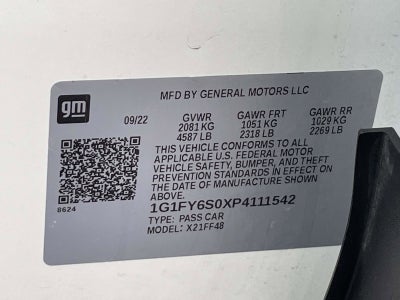 gm
MFD BY GENERAL MOTORS LLC
09/22 GVWR GAWR FRT GAWR RR
2081 KG 1051 KG 1029 KG
4587 LB 2318 LB 2269 LB
THIS VEHICLE CONFORMS TO ALL
APPLICABLE U.S. FEDERAL MOTOR
VEHICLE SAFETY, BUMPER, AND THEFT
PREVENTION STANDARDS IN EFFECT ON
THE DATE OF MANUFACTURE SHOWN ABOVE
8624
1G1FY6S0XP4111542
TYPE: PASS CAR
MODEL: X21FF48